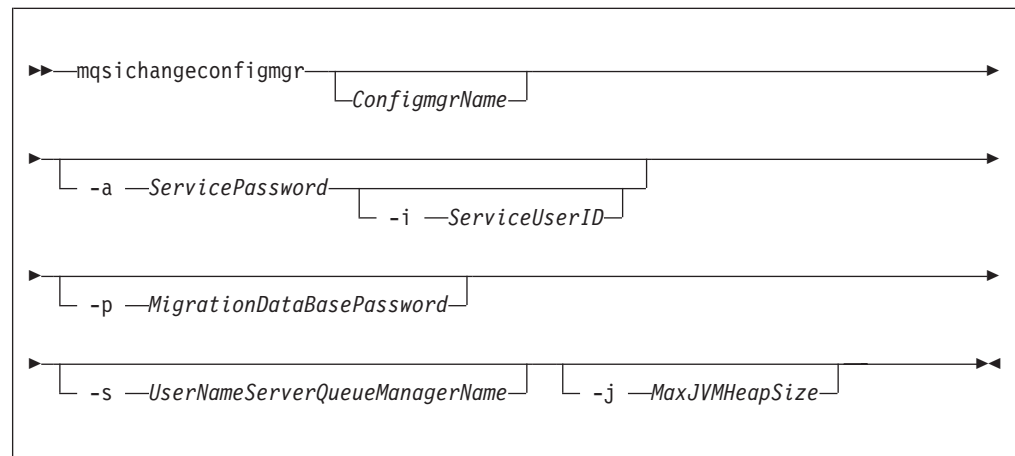 mqsichangeconfigmgr
ConfigmgrName
-a ServicePassword
-i ServiceUserID
-p MigrationDataBasePassword
-s UserNameServerQueueManagerName -j MaxJVMHeapSize